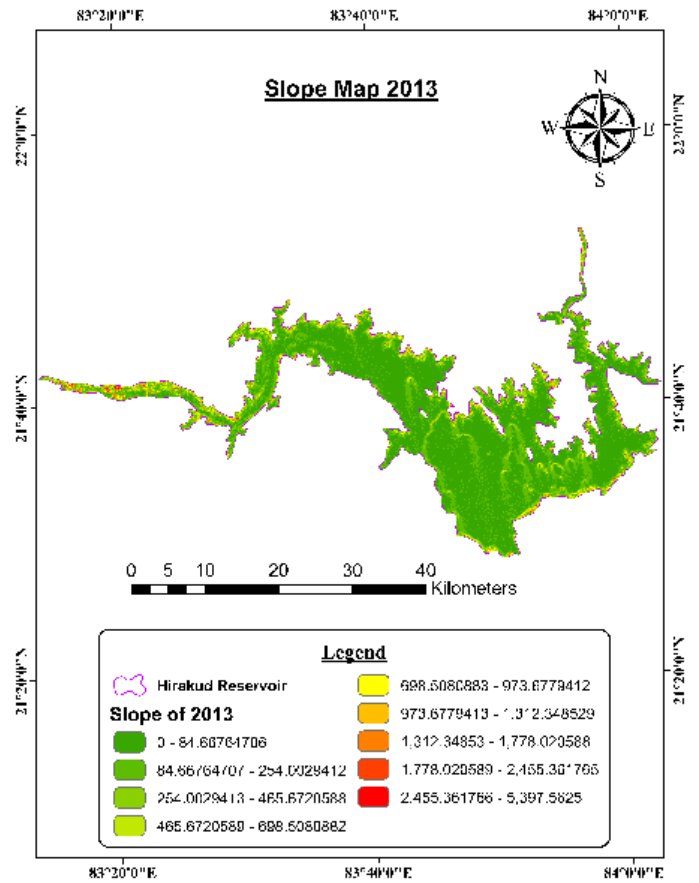 83°20'0"E 83°40'0"E 84°0'0"E
Slope Map 2013
N
W E
S
22°0'0"N 22°0'0"N
21°40'0"N 21°40'0"N
0 5 10 20 30 40
Kilometers
Legend
Hirakud Reservoir
Slope of 2013
0 - 84.66764706
84.66764707 - 254.0029412
254.0029413 - 465.6720588
465.6720589 - 698.5080882
698.5080883 - 973.6779412
973.6779413 - 1,312.348529
1,312.34853 - 1,778.020588
1,778.020589 - 2,455.361765
2,455.361766 - 5,397.5625
21°20'0"N 21°20'0"N
83°20'0"E 83°40'0"E 84°0'0"E